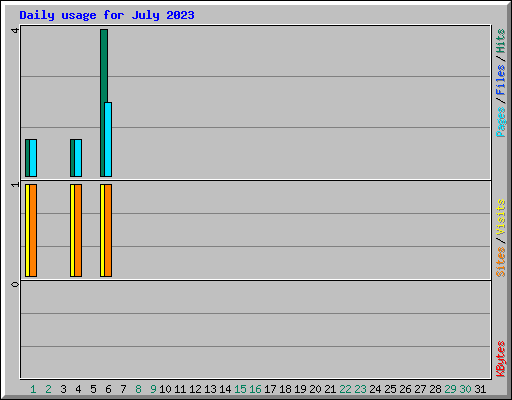 Daily usage for July 2023
4
1
0
Pages / Files / Hits
Sites / Visits
KBytes
1 2 3 4 5 6 7 8 9 10 11 12 13 14 15 16 17 18 19 20 21 22 23 24 25 26 27 28 29 30 31